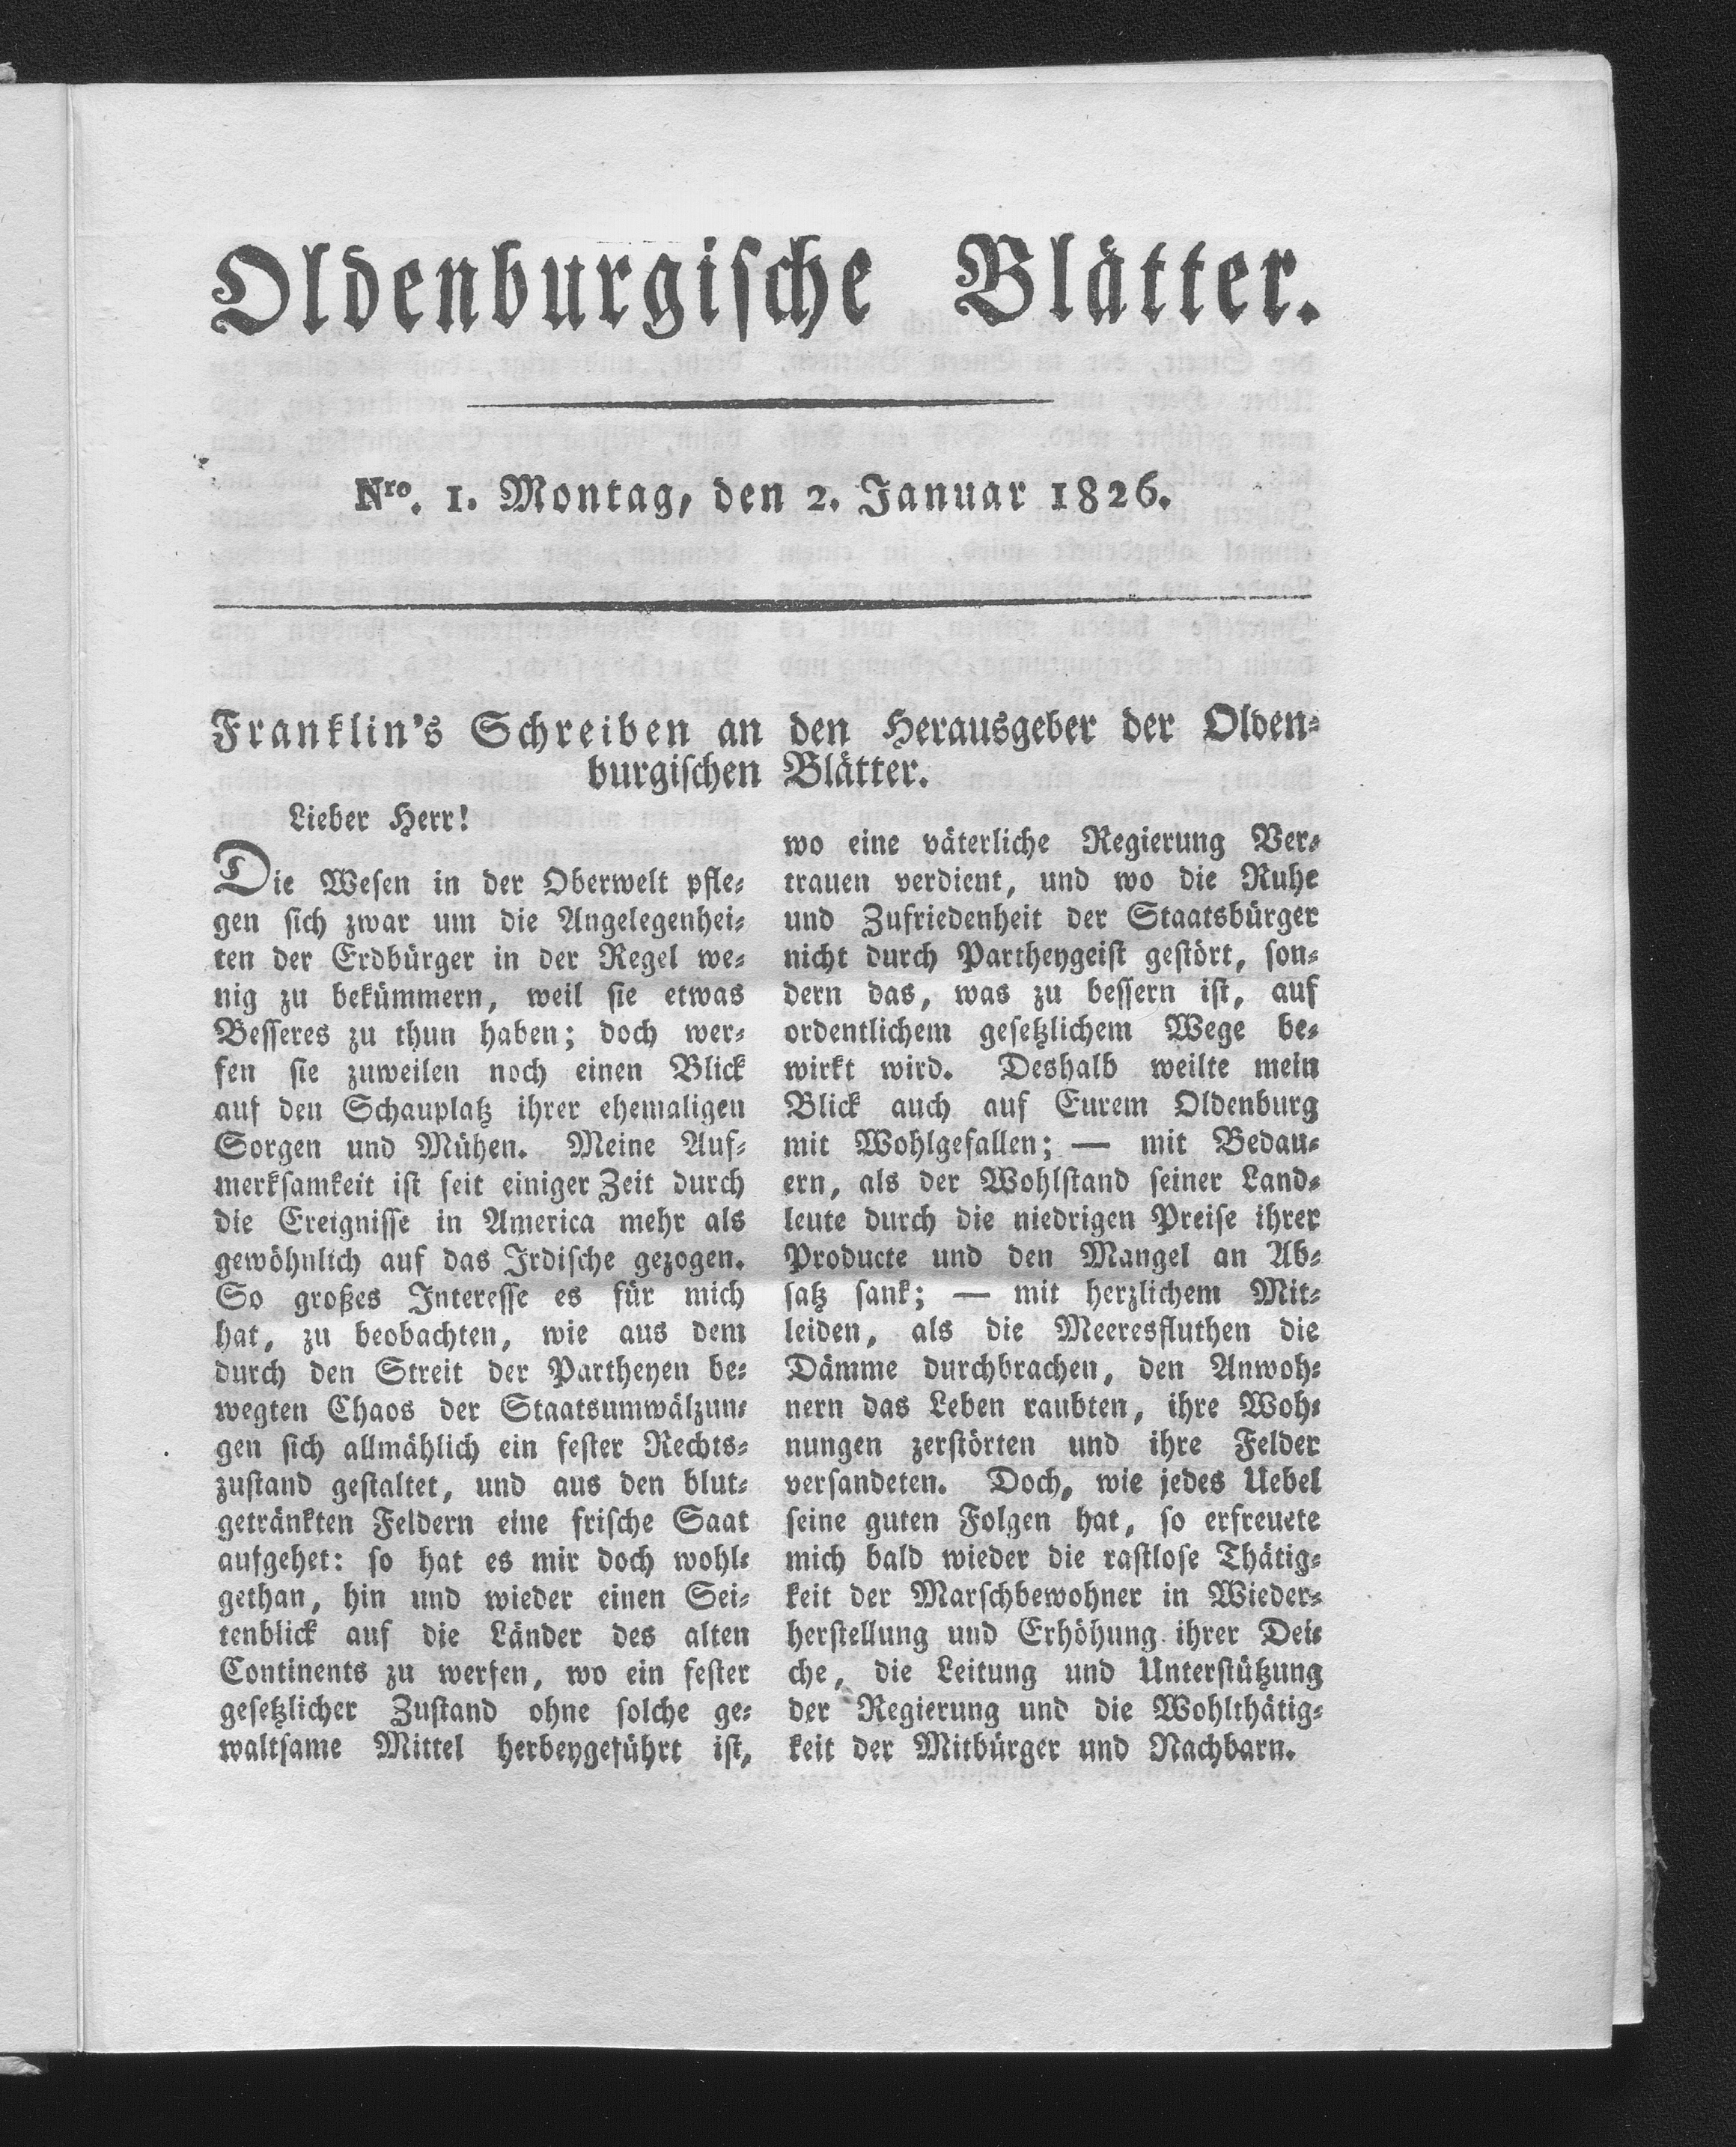 Oldenburgische Blätter.
Nro. 1. Montag, den 2. Januar 1826.
Franklin's Schreiben an den Herausgeber der Olden-
burgischen Blätter.
Lieber Herr!
Die Wesen in der Oberwelt pfle-
gen sich zwar um die Angelegenhei-
ten der Erdbürger in der Regel we-
nig zu bekümmern, weil sie etwas
Besseres zu thun haben; doch wer-
fen sie zuweilen noch einen Blick
auf den Schauplatz ihrer ehemaligen
Sorgen und Mühen. Meine Auf-
merksamkeit ist seit einiger Zeit durch
die Ereignisse in America mehr als
gewöhnlich auf das Irdische gezogen.
So großes Interesse es für mich
hat, zu beobachten, wie aus dem
durch den Streit der Partheyen be-
wegten Chaos der Staatsumwälzun-
gen sich allmählich ein fester Rechts-
zustand gestaltet, und aus den blut-
getränkten Feldern eine frische Saat
aufgehet: so hat es mir doch wohl-
gethan, hin und wieder einen Sei-
tenblick auf die Länder des alten
Continents zu werfen, wo ein fester
gesetzlicher Zustand ohne solche ge-
waltsame Mittel herbeygeführt ist,
wo eine väterliche Regierung Ver-
trauen verdient, und wo die Ruhe
und Zufriedenheit der Staatsbürger
nicht durch Partheygeist gestört, son-
dern das, was zu bessern ist, auf
ordentlichem gesetzlichem Wege be-
wirkt wird. Deshalb weilte mein
Blick auch auf Eurem Oldenburg
mit Wohlgefallen; — mit Bedau-
ern, als der Wohlstand seiner Land-
leute durch die niedrigen Preise ihrer
Producte und den Mangel an Ab-
satz sank; — mit herzlichem Mit-
leiden, als die Meeresfluthen die
Dämme durchbrachen, den Anwoh-
nern das Leben raubten, ihre Woh-
nungen zerstörten und ihre Felder
versandeten. Doch, wie jedes Uebel
seine guten Folgen hat, so erfreuete
mich bald wieder die rastlose Thätig-
keit der Marschbewohner in Wieder-
herstellung und Erhöhung ihrer Dei-
che, die Leitung und Unterstützung
der Regierung und die Wohlthätig-
keit der Mitbürger und Nachbarn.